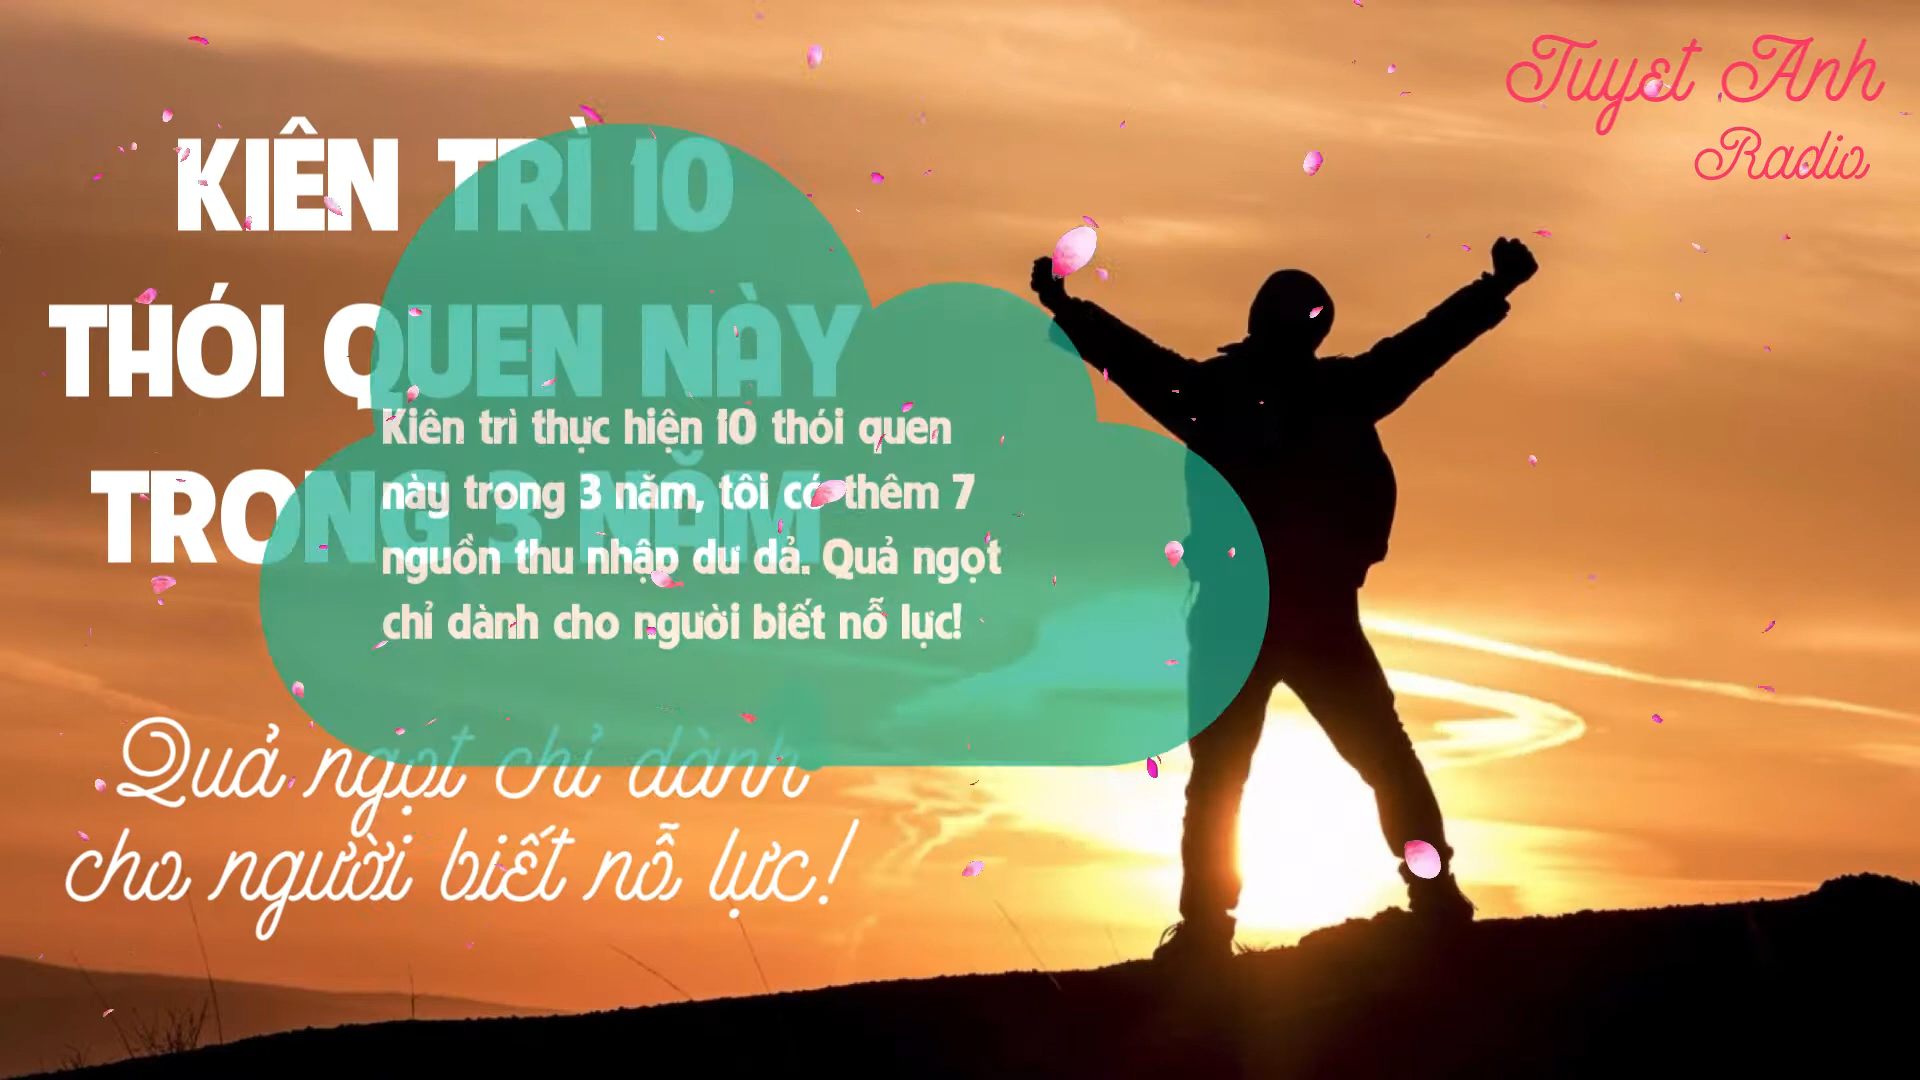 Tuyet Anh
Radio
KIÊN TRÌ 10
THÓI QUEN NÀY
TRONG 3 NĂM
Kiên trì thực hiện 10 thói quen
này trong 3 năm, tôi có thêm 7
nguồn thu nhập dư dả. Quả ngọt
chỉ dành cho người biết nỗ lực!
Quả ngọt chỉ dành
cho người biết nỗ lực!